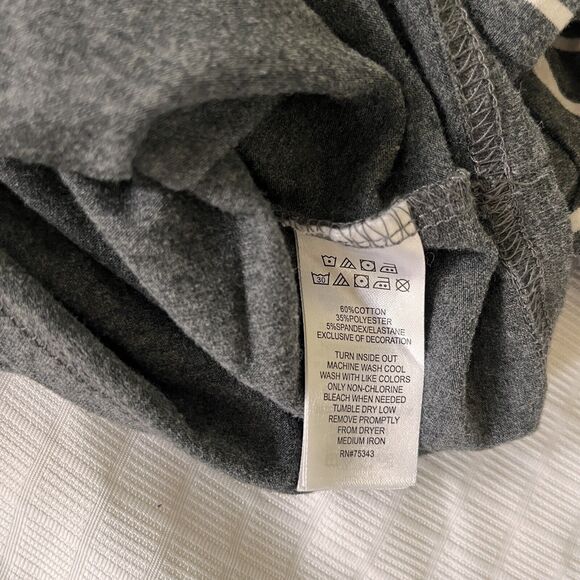 30
60%COTTON
35%POLYESTER
5%SPANDEX/ELASTANE
EXCLUSIVE OF DECORATION
TURN INSIDE OUT
MACHINE WASH COOL
WASH WITH LIKE COLORS
ONLY NON-CHLORINE
BLEACH WHEN NEEDED
TUMBLE DRY LOW
REMOVE PROMPTLY
FROM DRYER
MEDIUM IRON
RN#75343